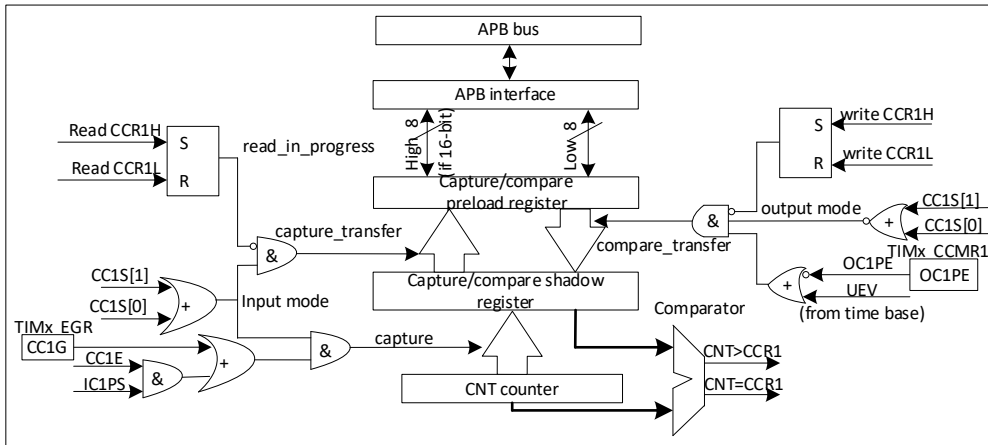 APB bus
APB interface
Read CCR1H
Read CCR1L
S
R
read_in_progress
High 8
(if 16-bit)
Low 8
S
R
write CCR1H
write CCR1L
Capture/compare
preload register
capture_transfer
&
compare_transfer
&
output mode
+
CC1S[1]
CC1S[0]
TIMx_CCMR1
OC1PE
OC1PE
+
UEV
(from time base)
CC1S[1]
CC1S[0]
+
Input mode
Capture/compare shadow
register
TIMx_EGR
CC1G
CC1E
IC1PS
&
+
&
capture
CNT counter
Comparator
CNT>CCR1
CNT=CCR1